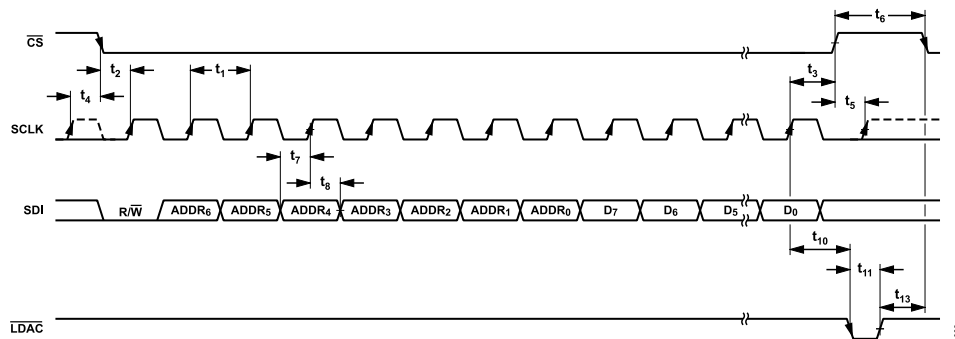 t6
CS
t2
t1
t3
t4
t5
SCLK
t7
t8
SDI
R/W
ADDR6
ADDR5
ADDR4
ADDR3
ADDR2
ADDR1
ADDR0
D7
D6
D5
D0
t10
t11
t13
LDAC